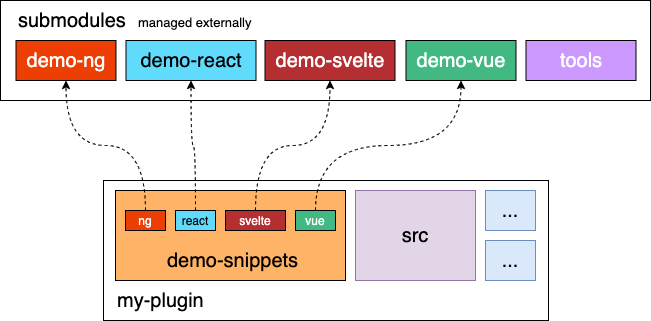 submodules managed externally
demo-ng demo-react demo-svelte demo-vue tools
ng react svelte vue
demo-snippets
src
...
...
my-plugin